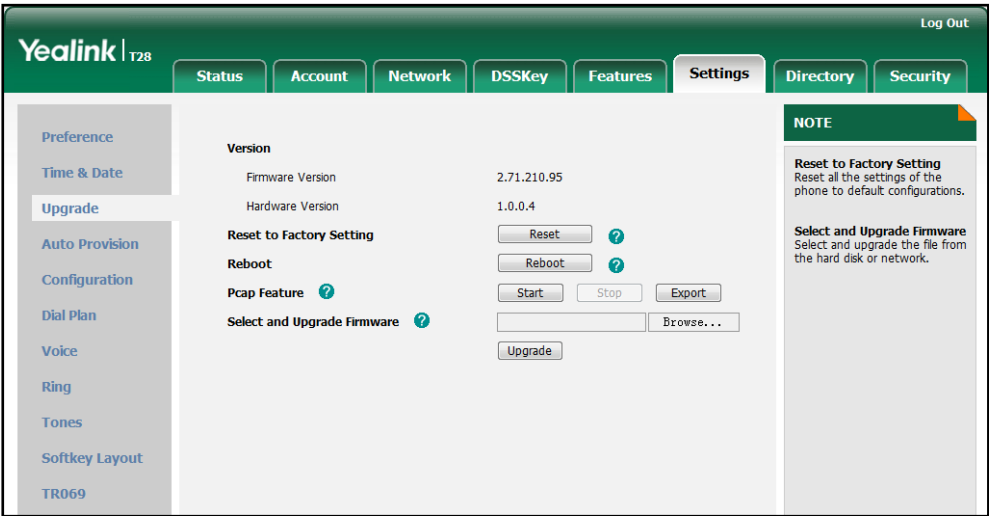 Log Out
Yealink | T28
Status Account Network DSSKey Features Settings Directory Security
Preference
Time & Date
Upgrade
Auto Provision
Configuration
Dial Plan
Voice
Ring
Tones
Softkey Layout
TR069
Version
Firmware Version 2.71.210.95
Hardware Version 1.0.0.4
Reset to Factory Setting Reset ?
Reboot Reboot ?
Pcap Feature ? Start Stop Export
Select and Upgrade Firmware ? Browse...
Upgrade
NOTE
Reset to Factory Setting
Reset all the settings of the
phone to default configurations.
Select and Upgrade Firmware
Select and upgrade the file from
the hard disk or network.